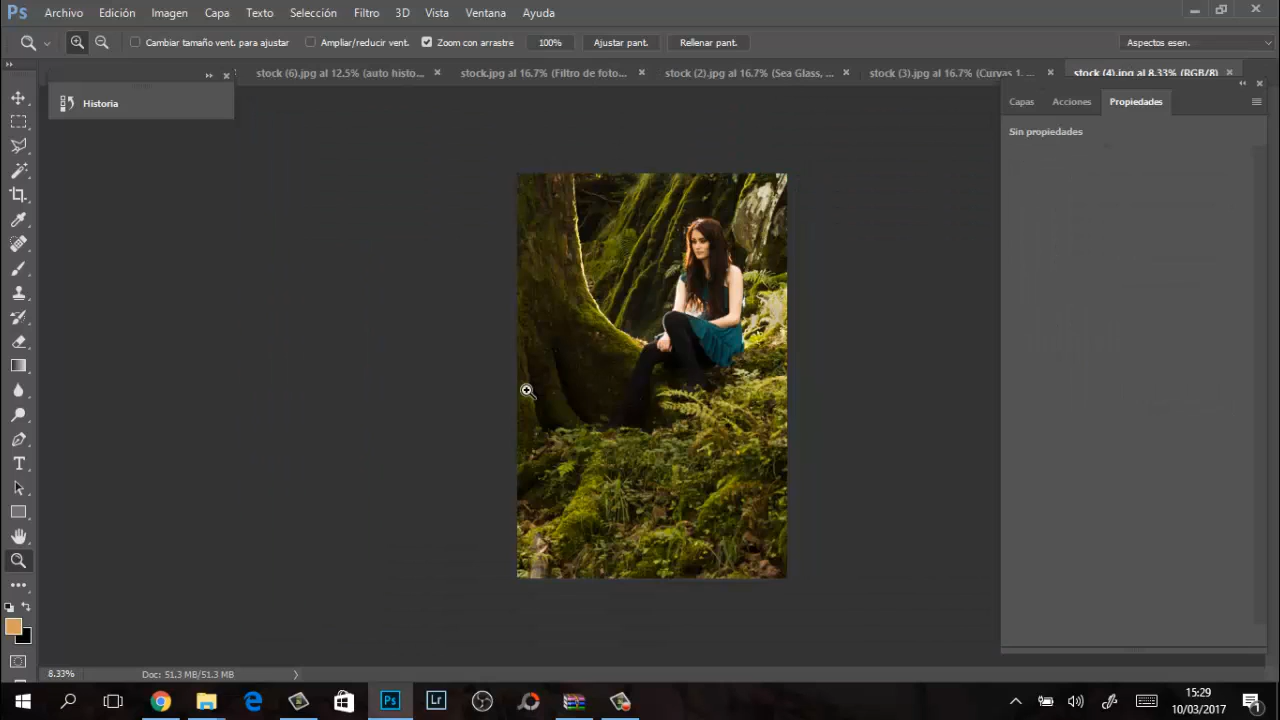 Ps Archivo Edición Imagen Capa Texto Selección Filtro 3D Vista Ventana Ayuda
Cambiar tamaño vent. para ajustar Ampliar/reducir vent. Zoom con arrastre 100% Ajustar pant. Rellenar pant. Aspectos esen.
stock (6).jpg al 12.5% (auto histo... stock.jpg al 16.7% (Filtro de foto... stock (2).jpg al 16.7% (Sea Glass, ... stock (3).jpg al 16.7% (Curvas 1, ... stock (4).jpg al 8.33% (RGB/8)
Historia
Capas Acciones Propiedades
Sin propiedades
8.33% Doc: 51.3 MB/51.3 MB
Ps Lr 15:29
10/03/2017 1